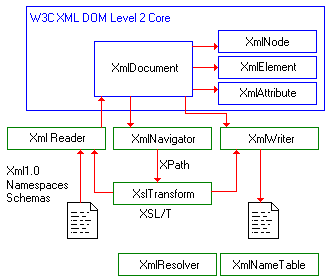 W3C XML DOM Level 2 Core
XmlNode
XmlDocument
XmlElement
XmlAttribute
Xml Reader
XmlNavigator
XmlWriter
XPath
Xml1.0
Namespaces
Schemas
XslTransform
XSL/T
XmlResolver
XmlNameTable